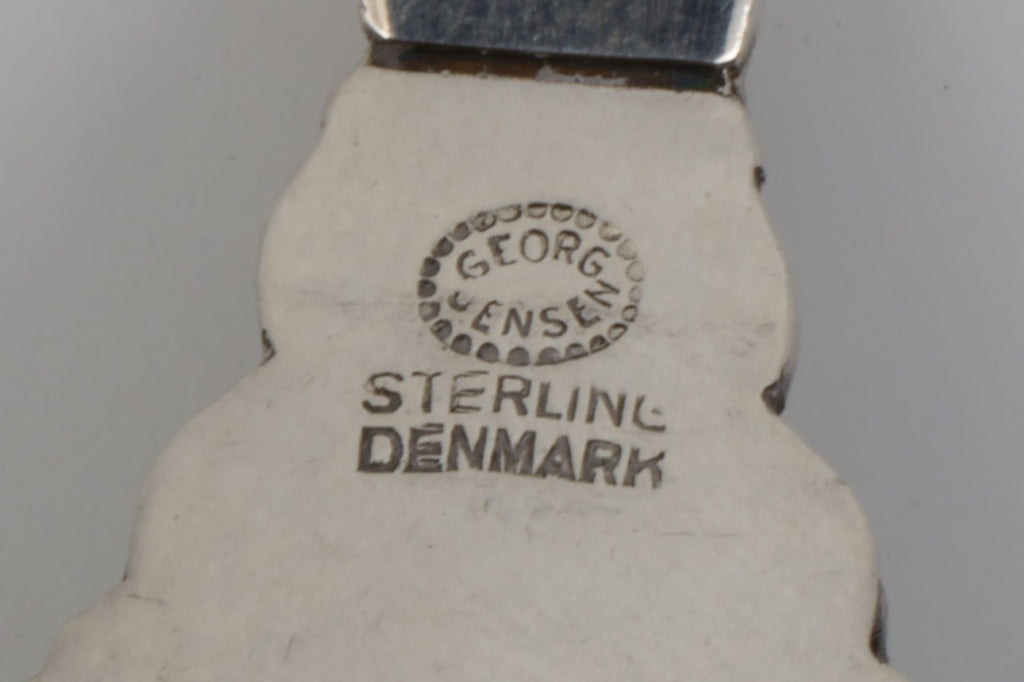 GEORG
JENSEN
STERLING
DENMARK